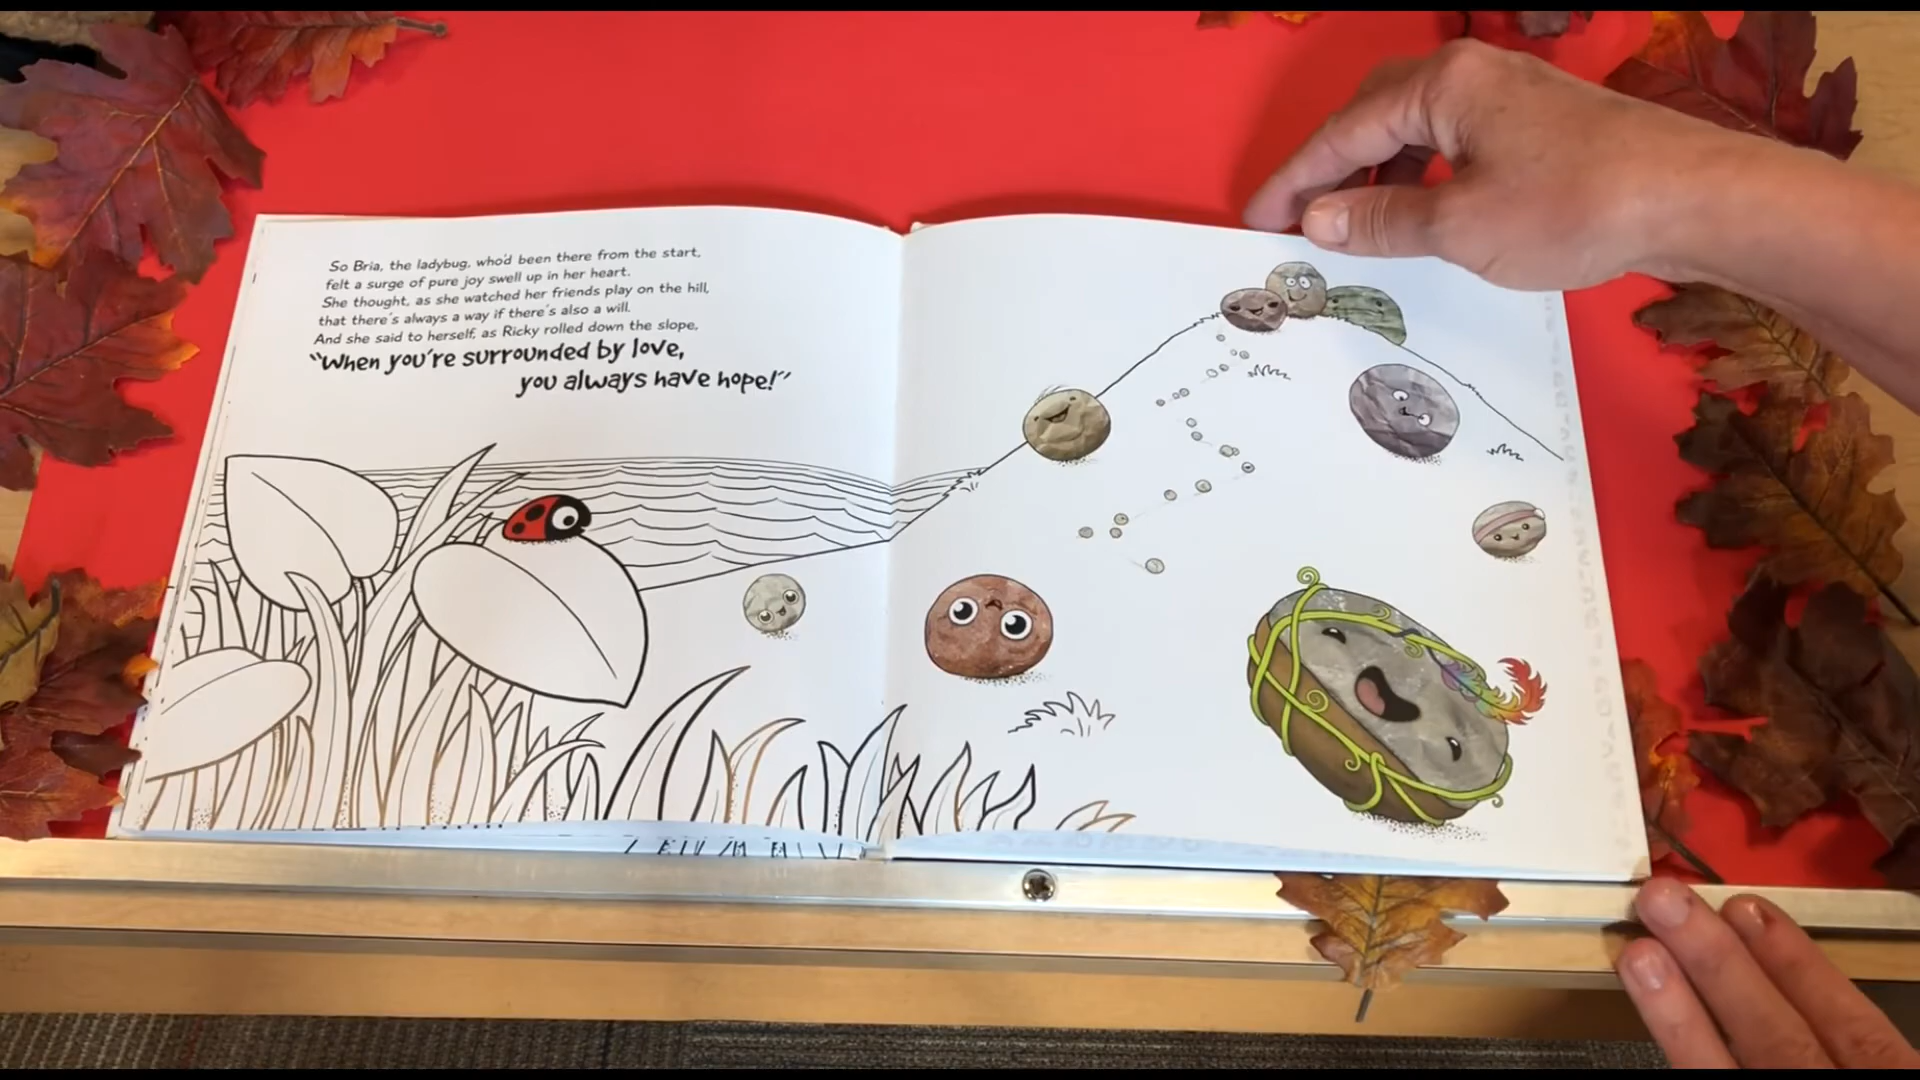 So Bria, the ladybug, who'd been there from the start,
felt a surge of pure joy swell up in her heart.
She thought, as she watched her friends play on the hill,
that there's always a way if there's also a will.
And she said to herself, as Ricky rolled down the slope,
"When you're surrounded by love,
you always have hope!"